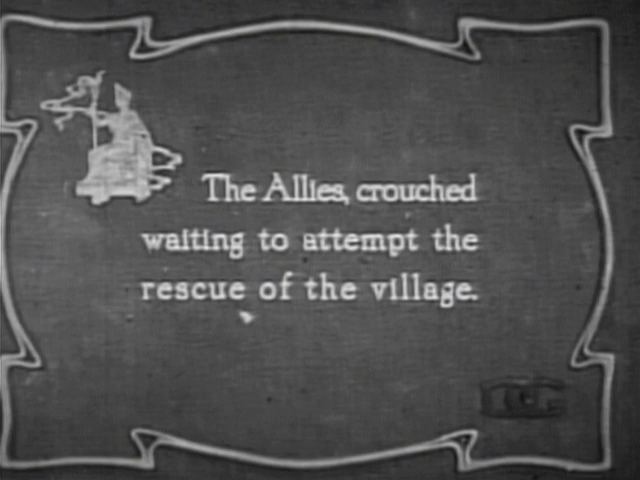 The Allies, crouched
waiting to attempt the
rescue of the village.